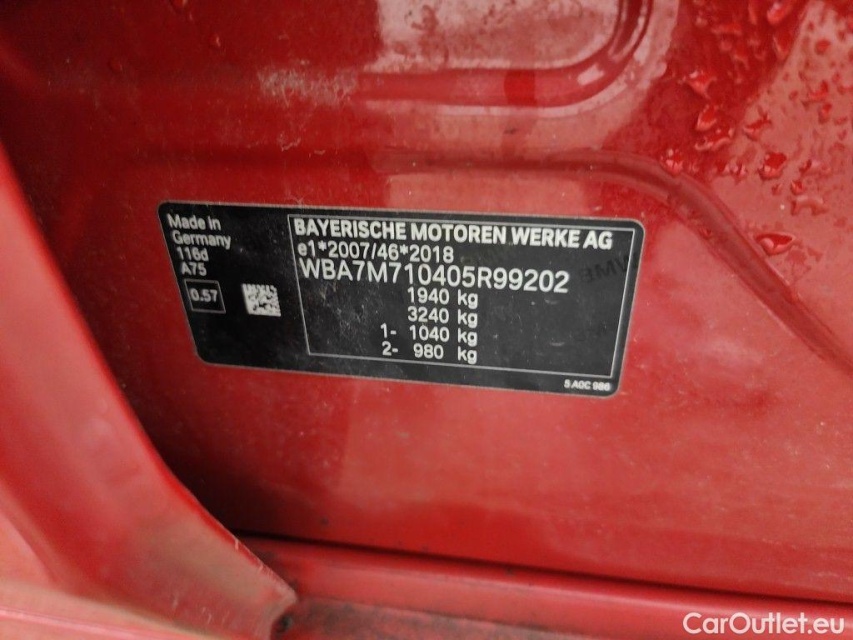 Made in
Germany
116d
A75
0.57
BAYERISCHE MOTOREN WERKE AG
e1*2007/46*2018
WBA7M710405R99202
1940 kg
3240 kg
1- 1040 kg
2- 980 kg
5 A0C 986
CarOutlet.eu